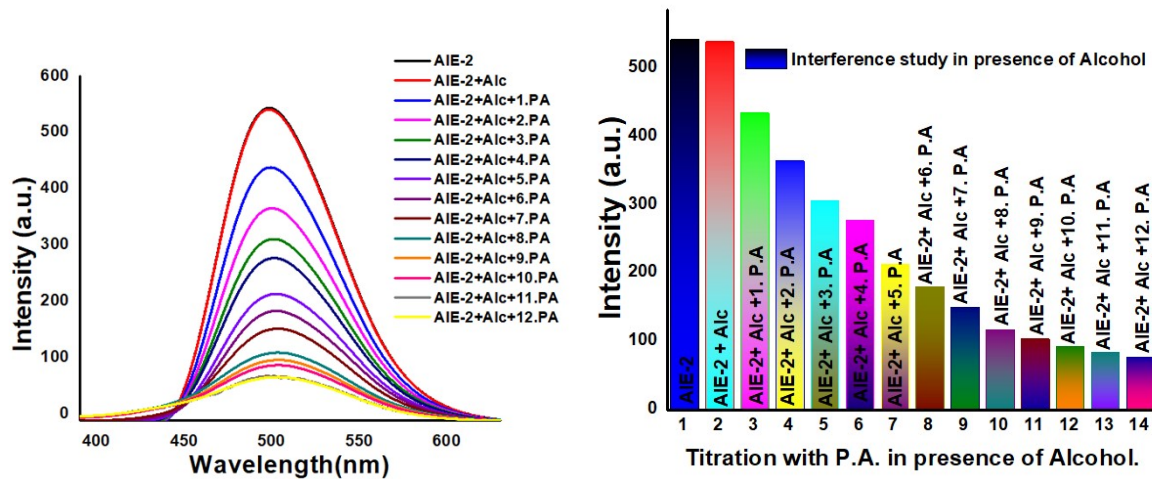 600
500
400
300
200
100
0
Intensity (a.u.)
400
450
500
550
600
Wavelength(nm)
AIE-2
AIE-2+Alc
AIE-2+Alc+1.PA
AIE-2+Alc+2.PA
AIE-2+Alc+3.PA
AIE-2+Alc+4.PA
AIE-2+Alc+5.PA
AIE-2+Alc+6.PA
AIE-2+Alc+7.PA
AIE-2+Alc+8.PA
AIE-2+Alc+9.PA
AIE-2+Alc+10.PA
AIE-2+Alc+11.PA
AIE-2+Alc+12.PA
500
400
300
200
100
0
Intensity (a.u.)
Interference study in presence of Alcohol
AIE-2
AIE-2 + Alc
AIE-2+ Alc +1. P.A
AIE-2+ Alc +2. P.A
AIE-2+ Alc +3. P.A
AIE-2+ Alc +4. P.A
AIE-2+ Alc +5. P.A
AIE-2+ Alc +6. P.A
AIE-2+ Alc +7. P.A
AIE-2+ Alc +8. P.A
AIE-2+ Alc +9. P.A
AIE-2+ Alc +10. P.A
AIE-2+ Alc +11. P.A
AIE-2+ Alc +12. P.A
1 2 3 4 5 6 7 8 9 10 11 12 13 14
Titration with P.A. in presence of Alcohol.